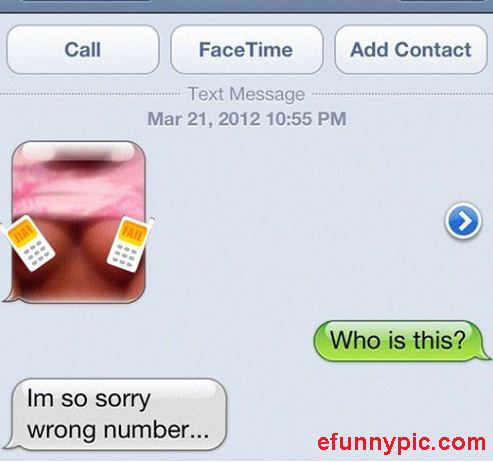 Call FaceTime Add Contact
Text Message
Mar 21, 2012 10:55 PM
FAIL FAIL
Who is this?
Im so sorry
wrong number...
efunnypic.com